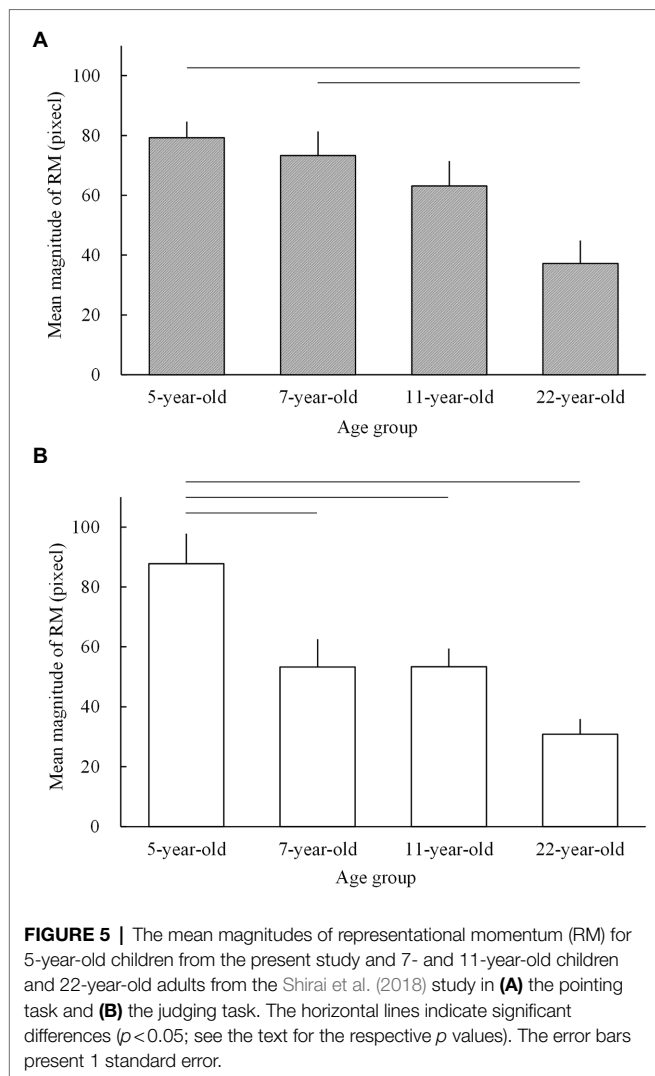 A
Mean magnitude of RM (pixecl)
100
80
60
40
20
0
5-year-old 7-year-old 11-year-old 22-year-old
Age group
B
Mean magnitude of RM (pixecl)
100
80
60
40
20
0
5-year-old 7-year-old 11-year-old 22-year-old
Age group
FIGURE 5 | The mean magnitudes of representational momentum (RM) for
5-year-old children from the present study and 7- and 11-year-old children
and 22-year-old adults from the Shirai et al. (2018) study in (A) the pointing
task and (B) the judging task. The horizontal lines indicate significant
differences (p<0.05; see the text for the respective p values). The error bars
present 1 standard error.